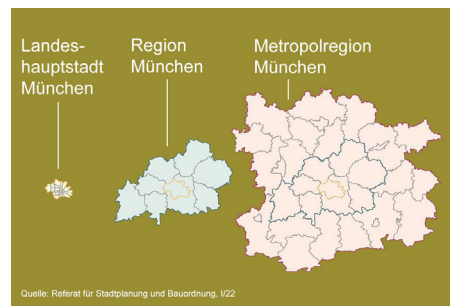 Landes-
hauptstadt
München
Region
München
Metropolregion
München
Quelle: Referat für Stadtplanung und Bauordnung, I/22